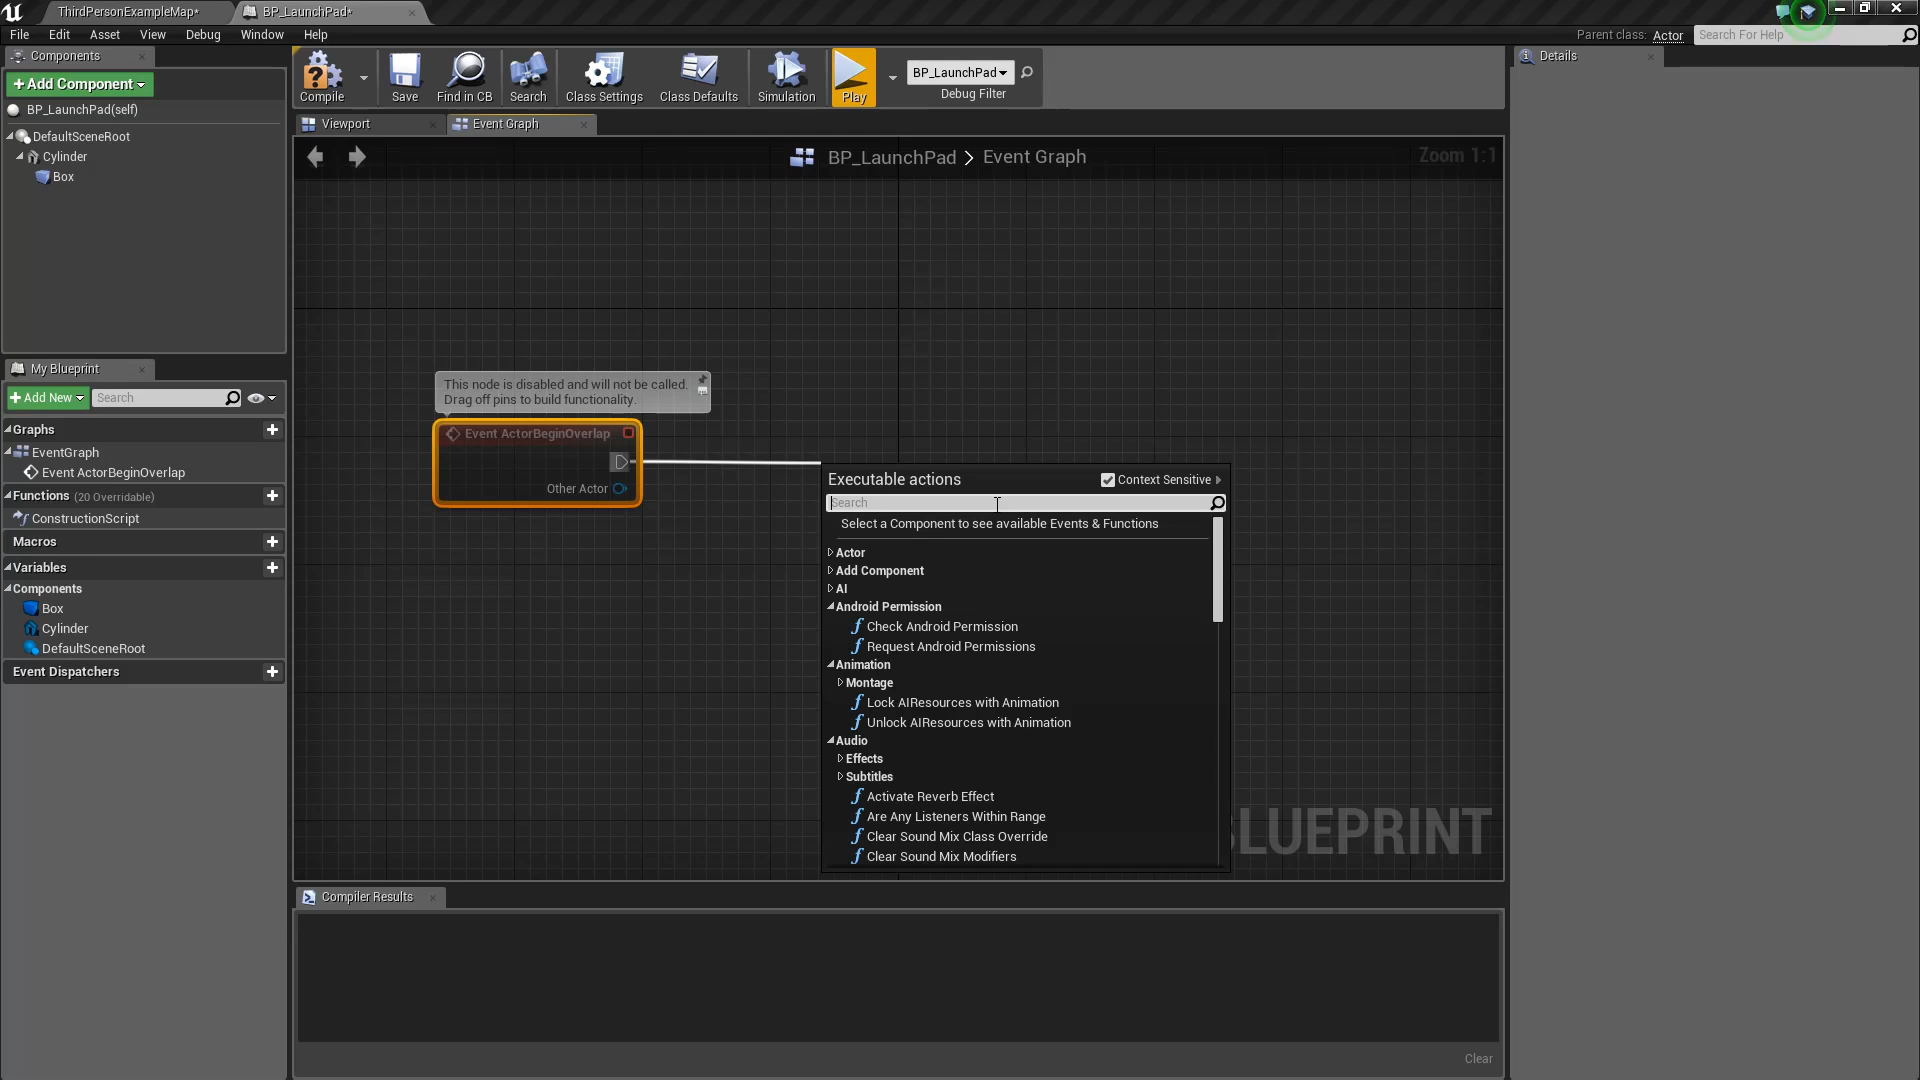 ThirdPersonExampleMap*
BP_LaunchPad*
File Edit Asset View Debug Window Help
Parent class: Actor
Search For Help
Components
Add Component
BP_LaunchPad(self)
DefaultSceneRoot
Cylinder
Box
Compile
Save
Find in CB
Search
Class Settings
Class Defaults
Simulation
Play
BP_LaunchPad
Debug Filter
Details
Viewport
Event Graph
BP_LaunchPad > Event Graph
Zoom 1:1
My Blueprint
Add New
Search
Graphs
EventGraph
Event ActorBeginOverlap
Functions (20 Overridable)
ConstructionScript
Macros
Variables
Components
Box
Cylinder
DefaultSceneRoot
Event Dispatchers
This node is disabled and will not be called.
Drag off pins to build functionality.
Event ActorBeginOverlap
Other Actor
Executable actions
Context Sensitive
Search
Select a Component to see available Events & Functions
Actor
Add Component
AI
Android Permission
Check Android Permission
Request Android Permissions
Animation
Montage
Lock AIResources with Animation
Unlock AIResources with Animation
Audio
Effects
Subtitles
Activate Reverb Effect
Are Any Listeners Within Range
Clear Sound Mix Class Override
Clear Sound Mix Modifiers
BLUEPRINT
Compiler Results
Clear